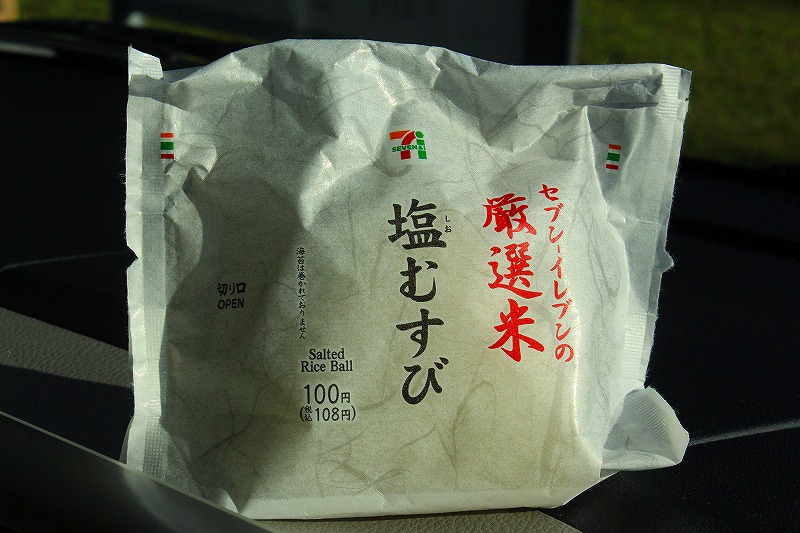 SEVEN&i
セブン-イレブンの
厳選米
しお
塩むすび
海苔は巻かれておりません
切り口
OPEN
Salted
Rice Ball
100円
(税込108円)